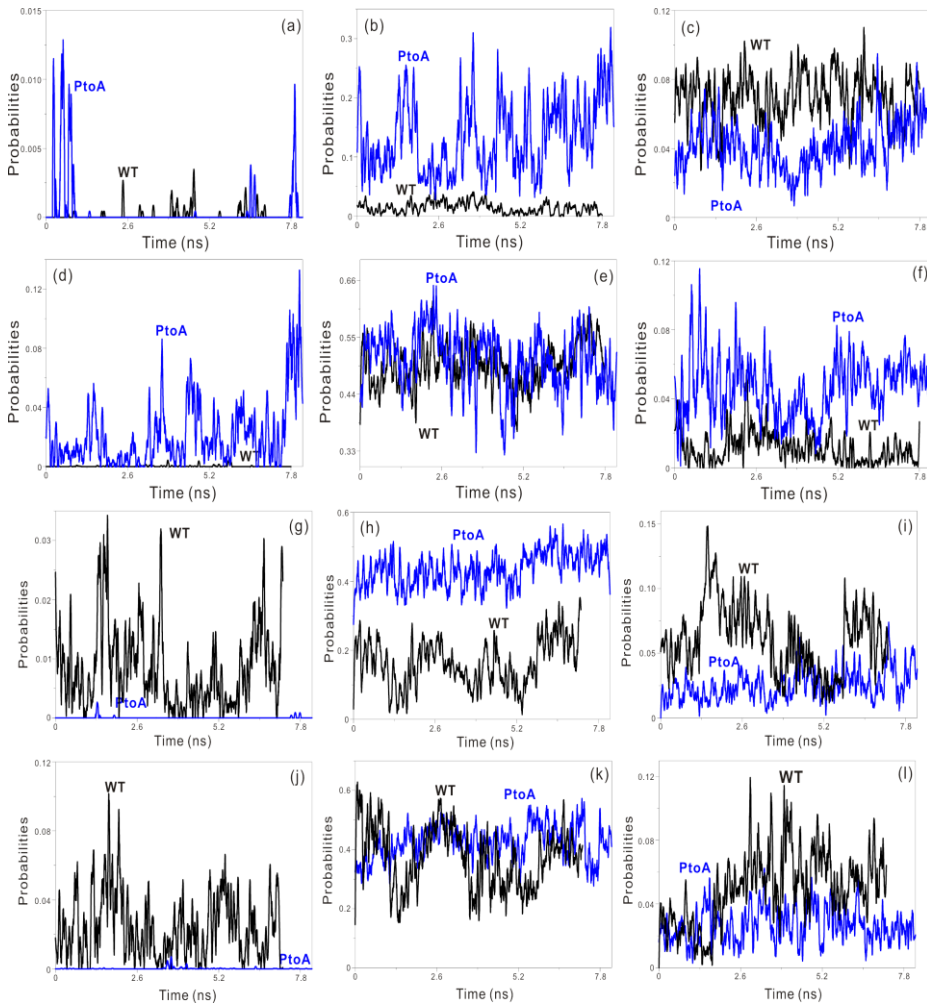 (a)
Probabilities
0.015
0.010
0.005
0.000
PtoA
WT
0
2.6
5.2
7.8
Time (ns)
(b)
Probabilities
0.3
0.2
0.1
0
PtoA
WT
0
2.6
5.2
7.8
Time (ns)
(c)
Probabilities
0.12
0.08
0.04
0
WT
PtoA
0
2.6
5.2
7.8
Time (ns)
(d)
Probabilities
0.12
0.08
0.04
0
PtoA
WT
0
2.6
5.2
7.8
Time (ns)
(e)
Probabilities
0.66
0.55
0.44
0.33
PtoA
WT
0
2.6
5.2
7.8
Time (ns)
(f)
Probabilities
0.12
0.08
0.04
0
PtoA
WT
0
2.6
5.2
7.8
Time (ns)
(g)
Probabilities
0.03
0.02
0.01
0
WT
PtoA
0
2.6
5.2
7.8
Time (ns)
(h)
Probabilities
0.6
0.4
0.2
0
PtoA
WT
0
2.6
5.2
7.8
Time (ns)
(i)
Probabilities
0.15
0.10
0.05
0
WT
PtoA
0
2.6
5.2
7.8
Time (ns)
(j)
Probabilities
0.12
0.08
0.04
0
WT
PtoA
0
2.6
5.2
7.8
Time (ns)
(k)
Probabilities
0.6
0.4
0.2
0
WT
PtoA
0
2.6
5.2
7.8
Time (ns)
(l)
Probabilities
0.12
0.08
0.04
0
WT
PtoA
0
2.6
5.2
7.8
Time (ns)